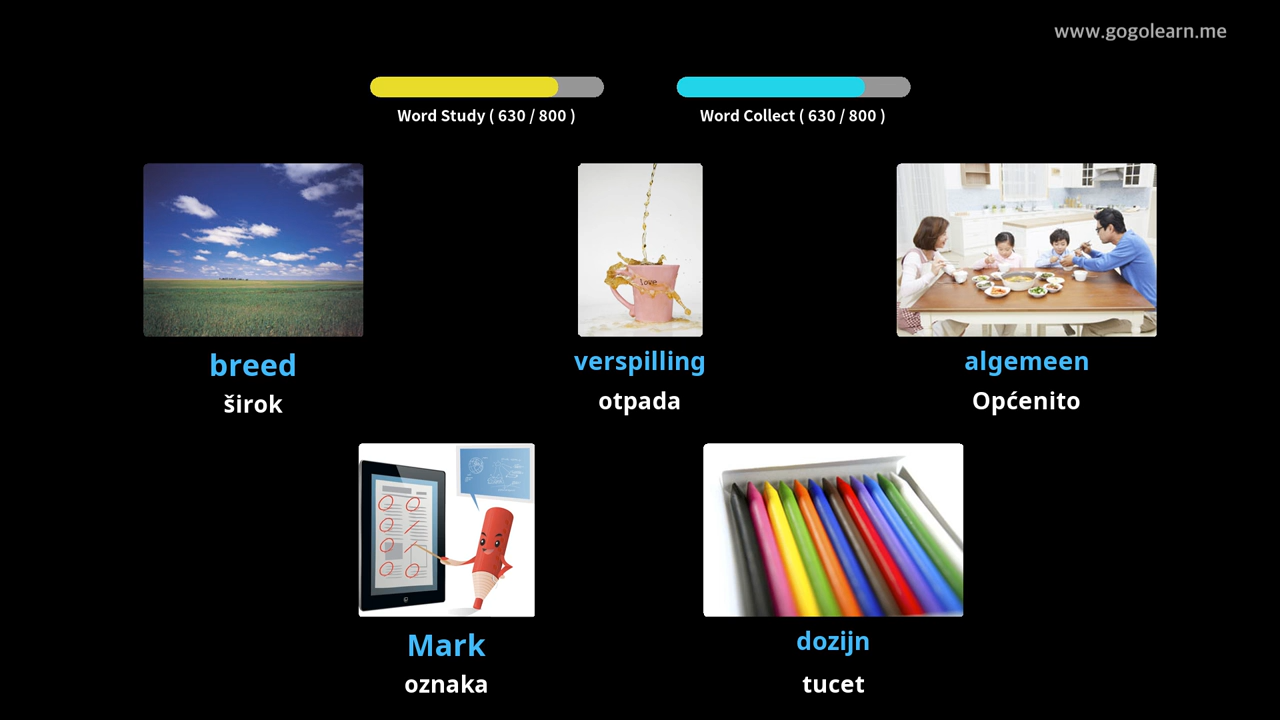 www.gogolearn.me
Word Study ( 630 / 800 )
Word Collect ( 630 / 800 )
love
breed
verspilling
algemeen
širok
otpada
Općenito
Mark
dozijn
oznaka
tucet